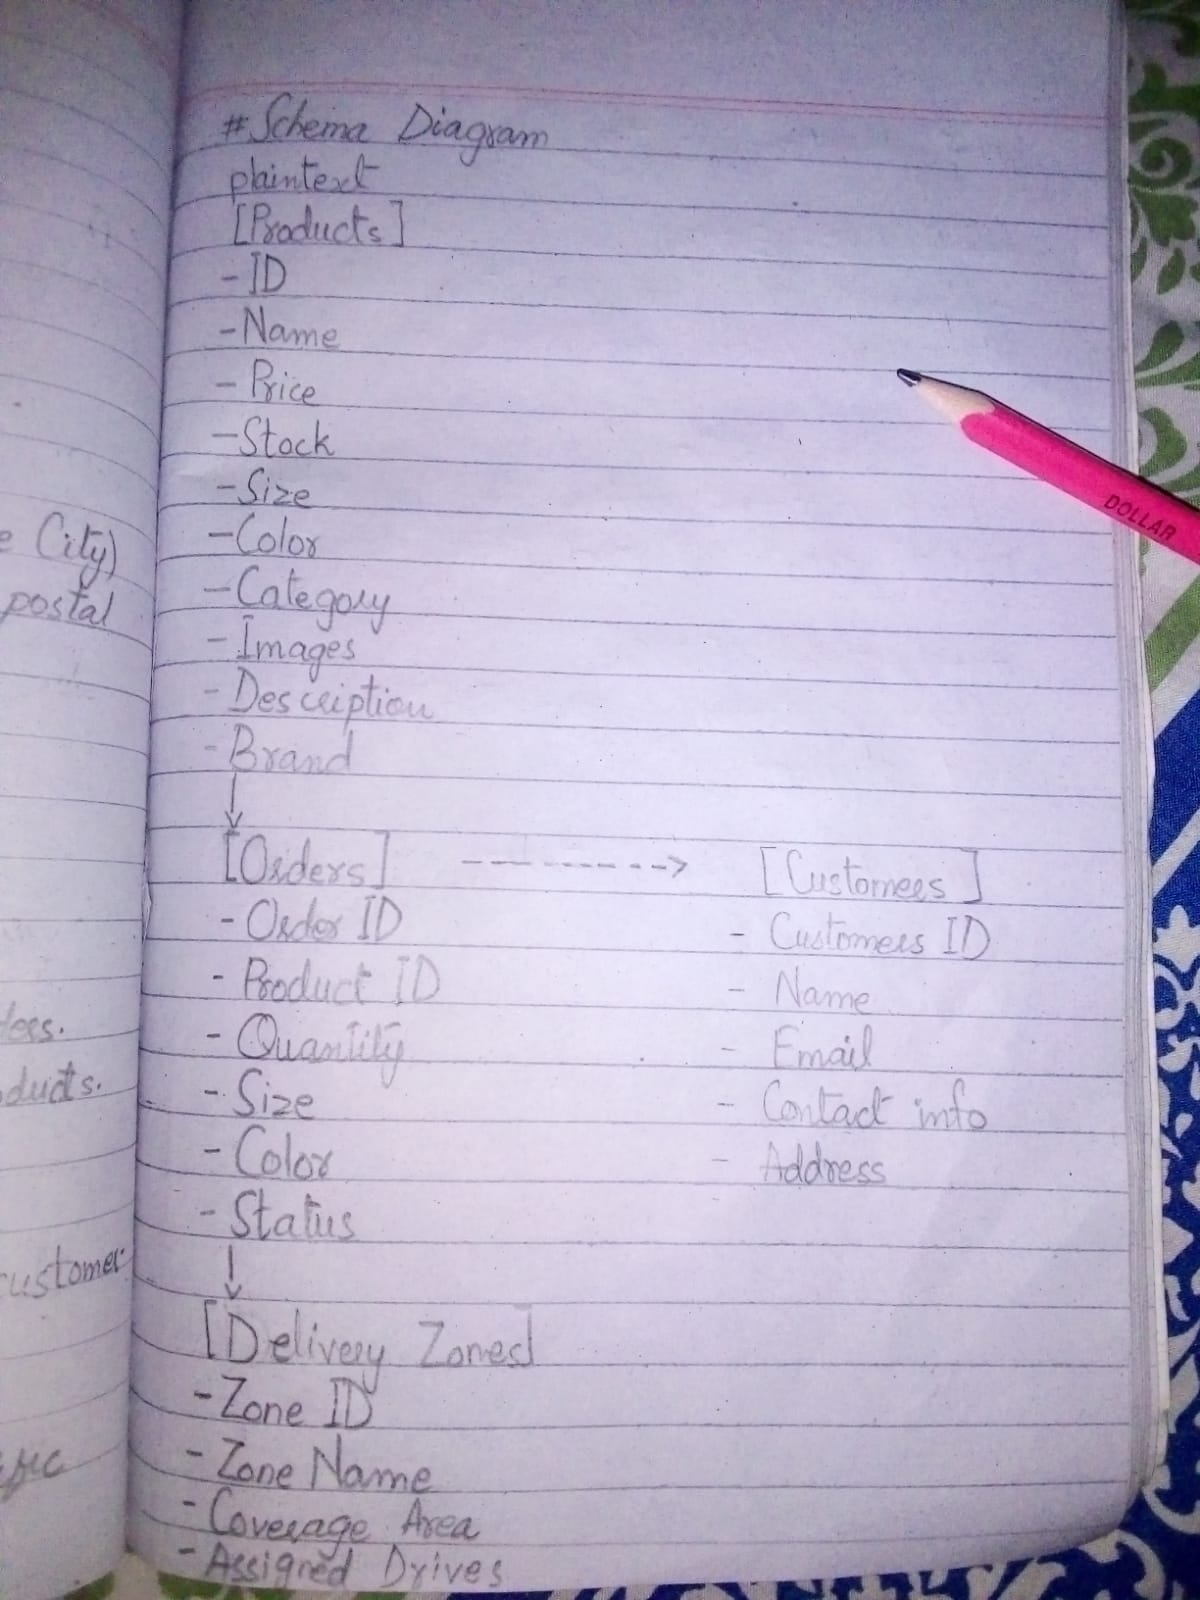 # Schema Diagram
plaintext
[Products]
- ID
- Name
- Price
- Stock
- Size
- Color
- Category
- Images
- Description
- Brand
↓
[Orders] --------->
- Order ID
- Product ID
- Quantity
- Size
- Color
- Status
↓
[Customers]
- Customers ID
- Name
- Email
- Contact info
- Address
[Delivery Zones]
- Zone ID
- Zone Name
- Coverage Area
- Assigned Drives
e City)
postal
ducts.
customer.
DOLLAR